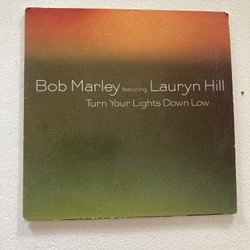 Bob Marley featuring Lauryn Hill
Turn Your Lights Down Low